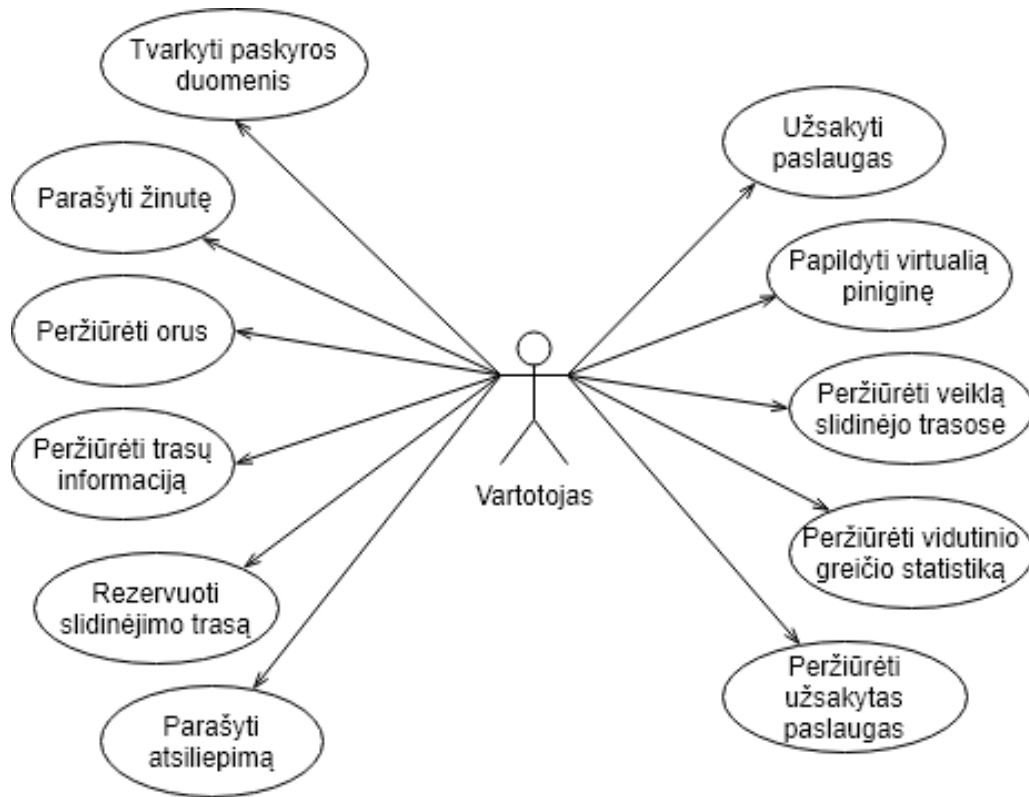 Tvarkyti paskyros
duomenis
Parašyti žinutę
Peržiūrėti orus
Peržiūrėti trasų
informaciją
Rezervuoti
slidinėjimo trasą
Parašyti
atsiliepimą
Vartotojas
Užsakyti
paslaugas
Papildyti virtualią
piniginę
Peržiūrėti veiklą
slidinėjo trasose
Peržiūrėti vidutinio
greičio statistiką
Peržiūrėti
užsakytas
paslaugas